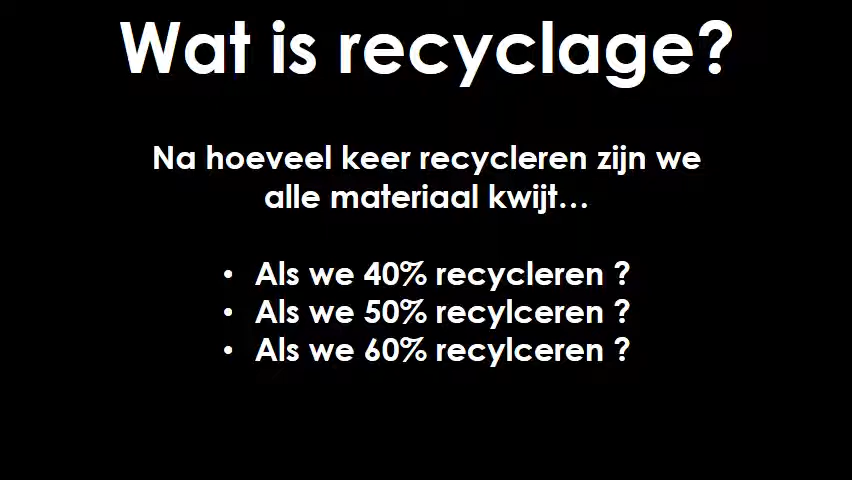 Wat is recyclage?
Na hoeveel keer recycleren zijn we
alle materiaal kwijt...
• Als we 40% recycleren ?
• Als we 50% recylceren ?
• Als we 60% recylceren ?